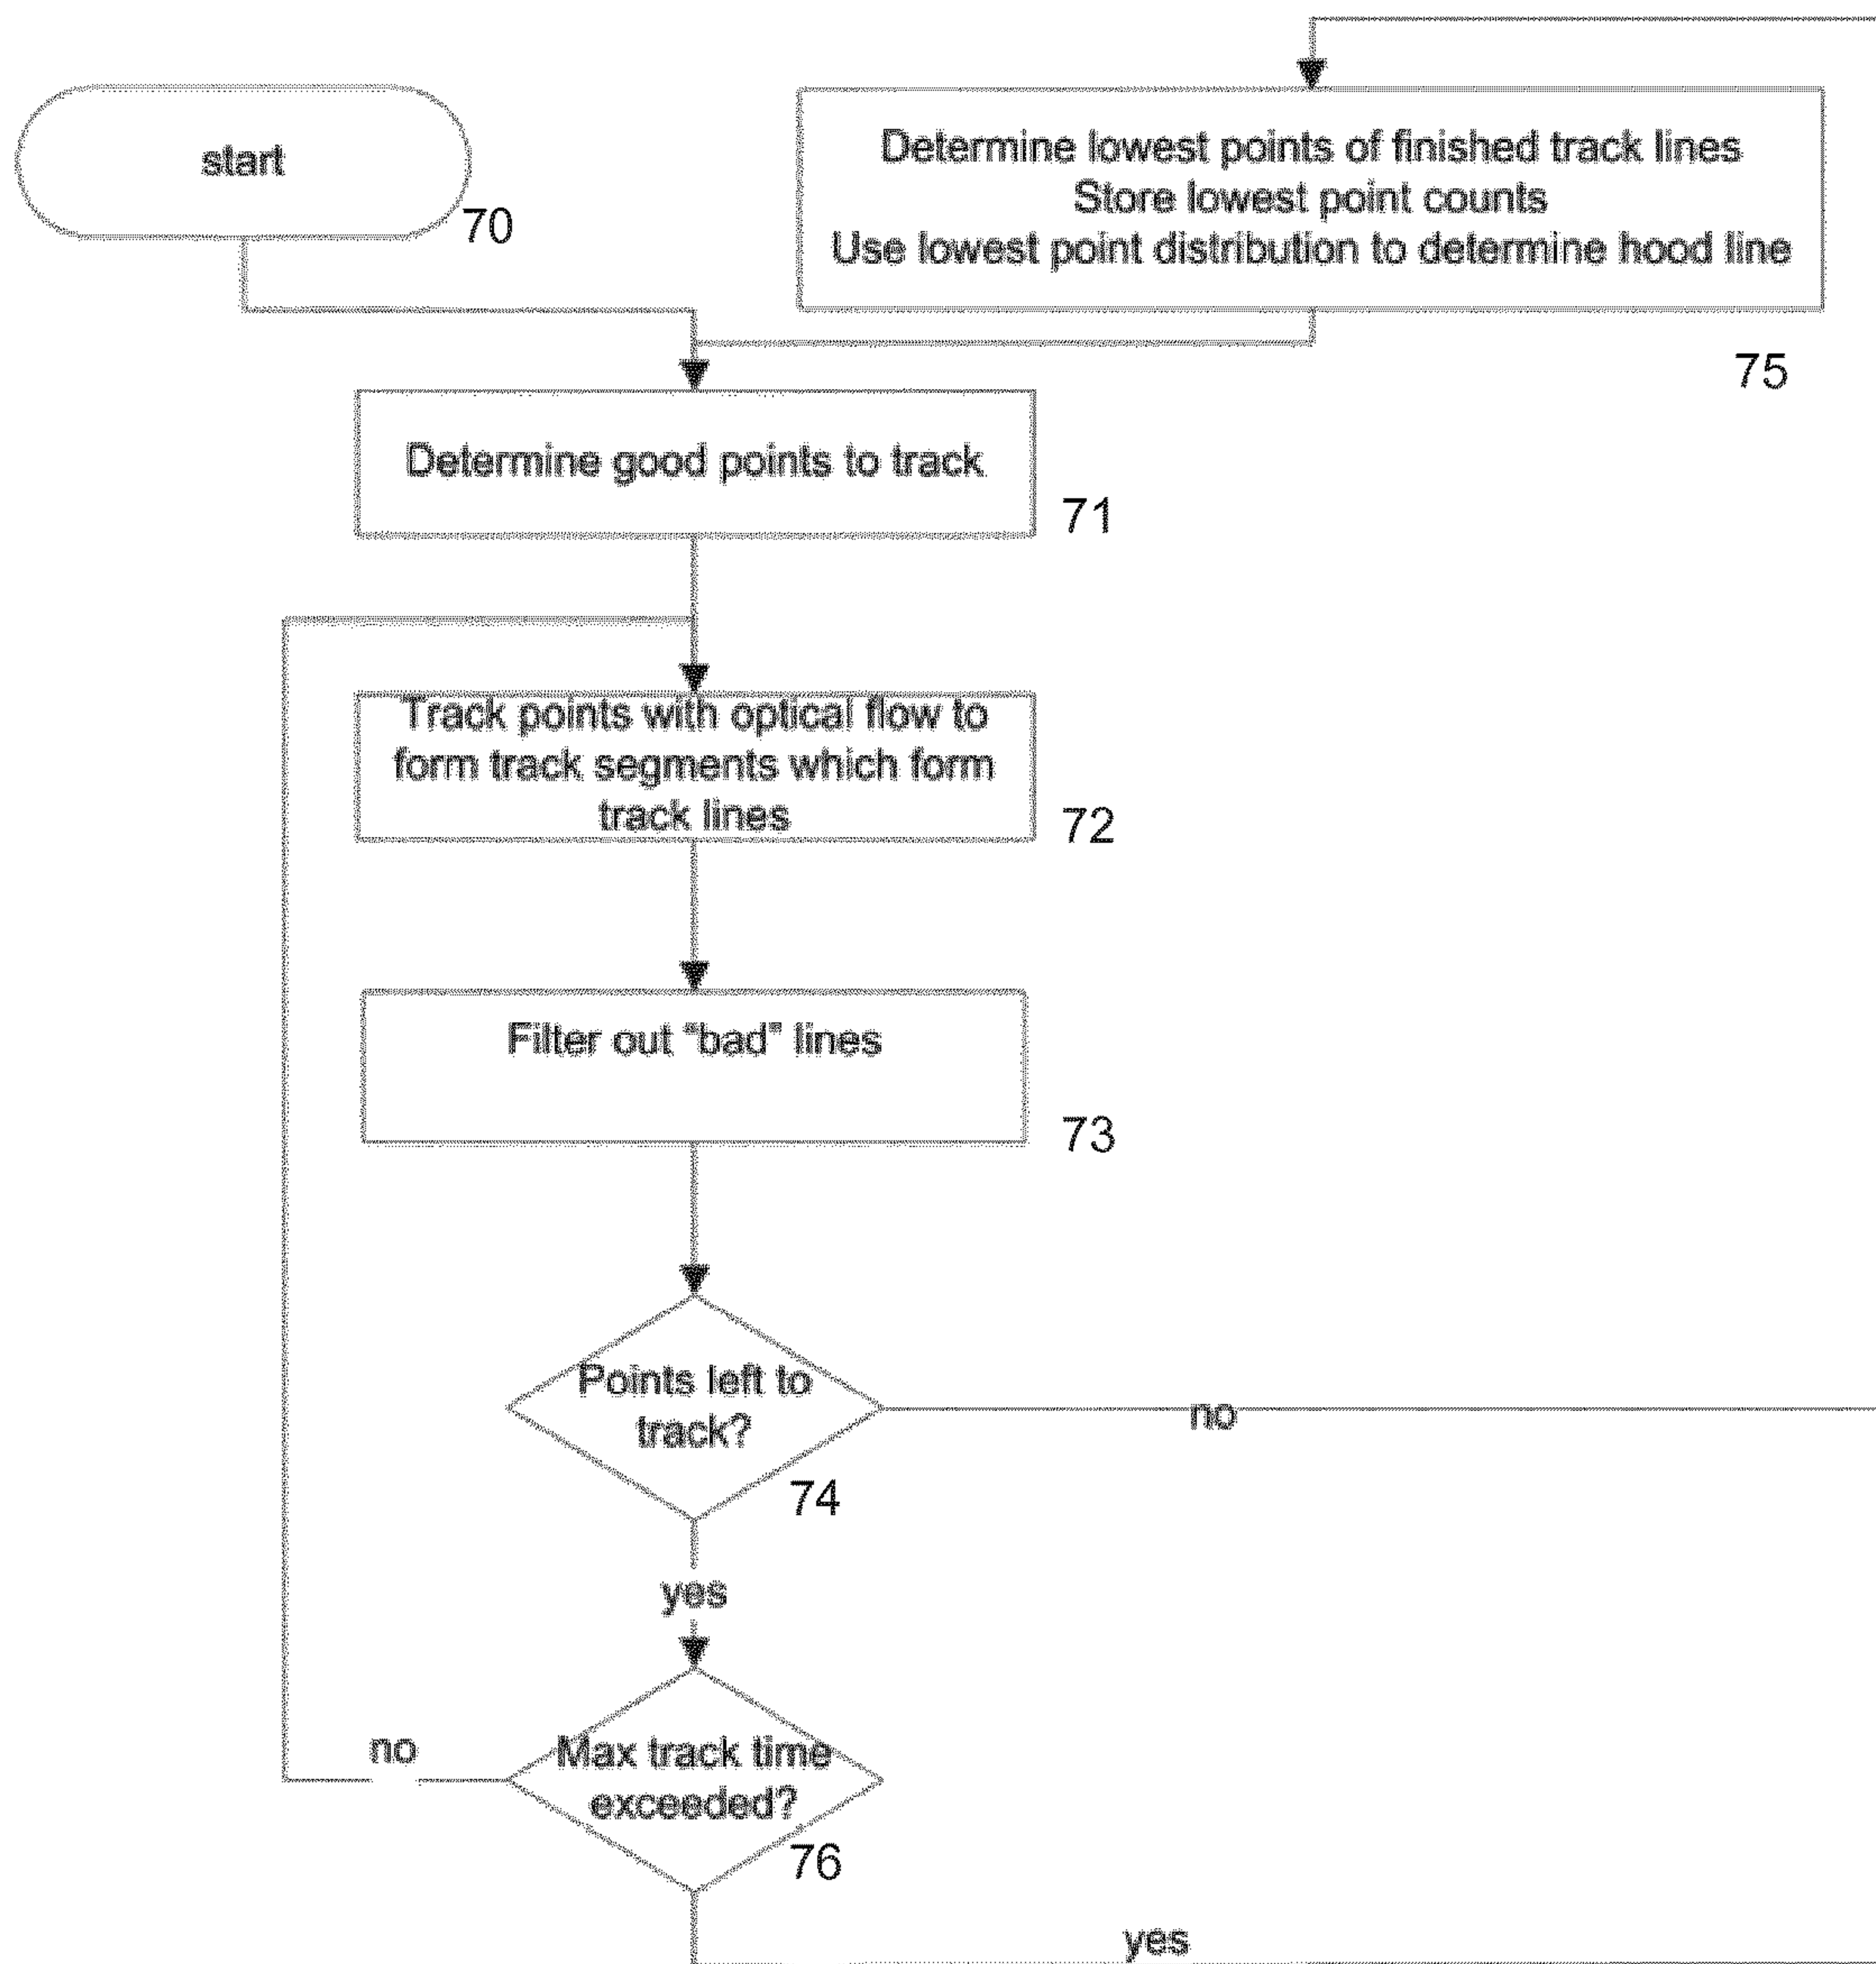 start
70
Determine lowest points of finished track lines
Store lowest point counts
Use lowest point distribution to determine hood line
75
Determine good points to track
71
Track points with optical flow to
form track segments which form
track lines
72
Filter out "bad" lines
73
Points left to
track?
74
no
yes
Max track time
exceeded?
76
no
yes